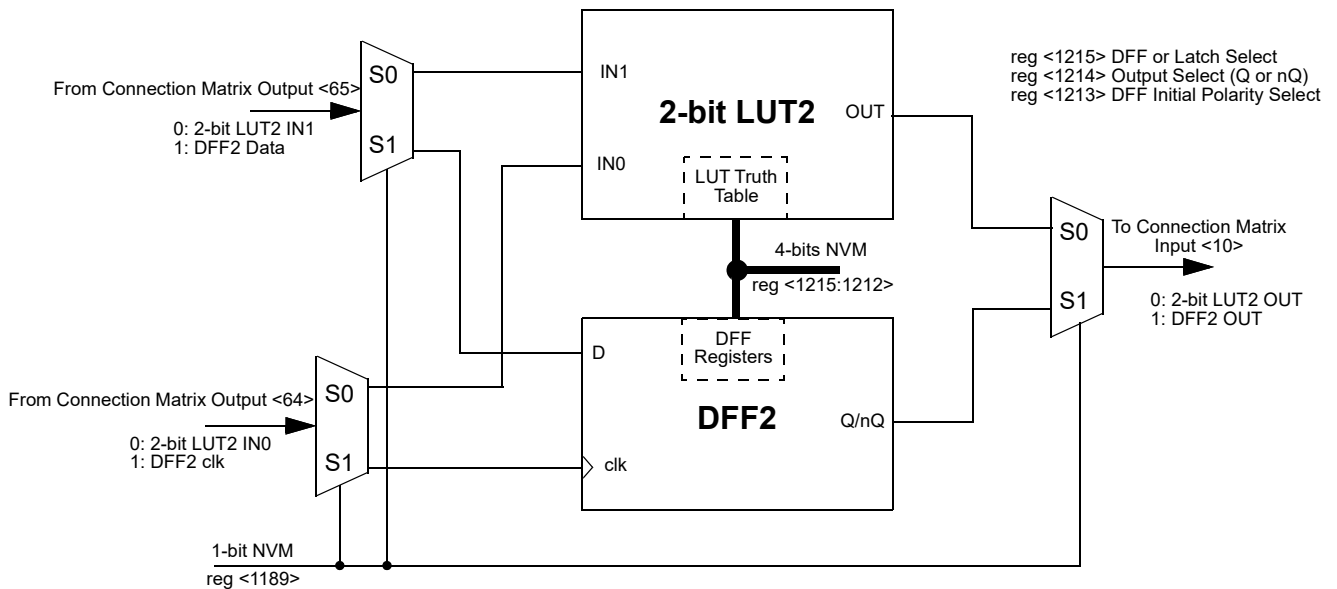 From Connection Matrix Output <65>
0: 2-bit LUT2 IN1
1: DFF2 Data
S0
S1
IN1
IN0
2-bit LUT2
OUT
LUT Truth
Table
reg <1215> DFF or Latch Select
reg <1214> Output Select (Q or nQ)
reg <1213> DFF Initial Polarity Select
4-bits NVM
reg <1215:1212>
S0
S1
To Connection Matrix
Input <10>
0: 2-bit LUT2 OUT
1: DFF2 OUT
From Connection Matrix Output <64>
0: 2-bit LUT2 IN0
1: DFF2 clk
S0
S1
D
DFF
Registers
DFF2
Q/nQ
clk
1-bit NVM
reg <1189>